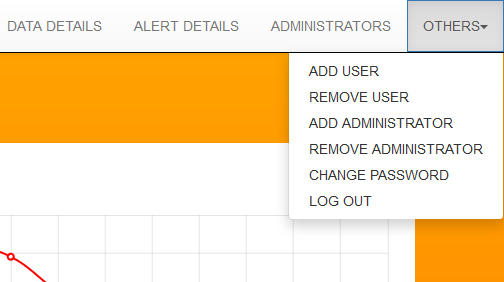 DATA DETAILS ALERT DETAILS ADMINISTRATORS OTHERS
ADD USER
REMOVE USER
ADD ADMINISTRATOR
REMOVE ADMINISTRATOR
CHANGE PASSWORD
LOG OUT